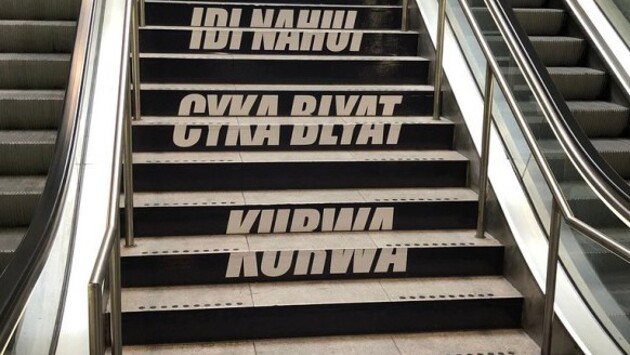 IDI NAHUI
CYKA BLYAT
KURWA